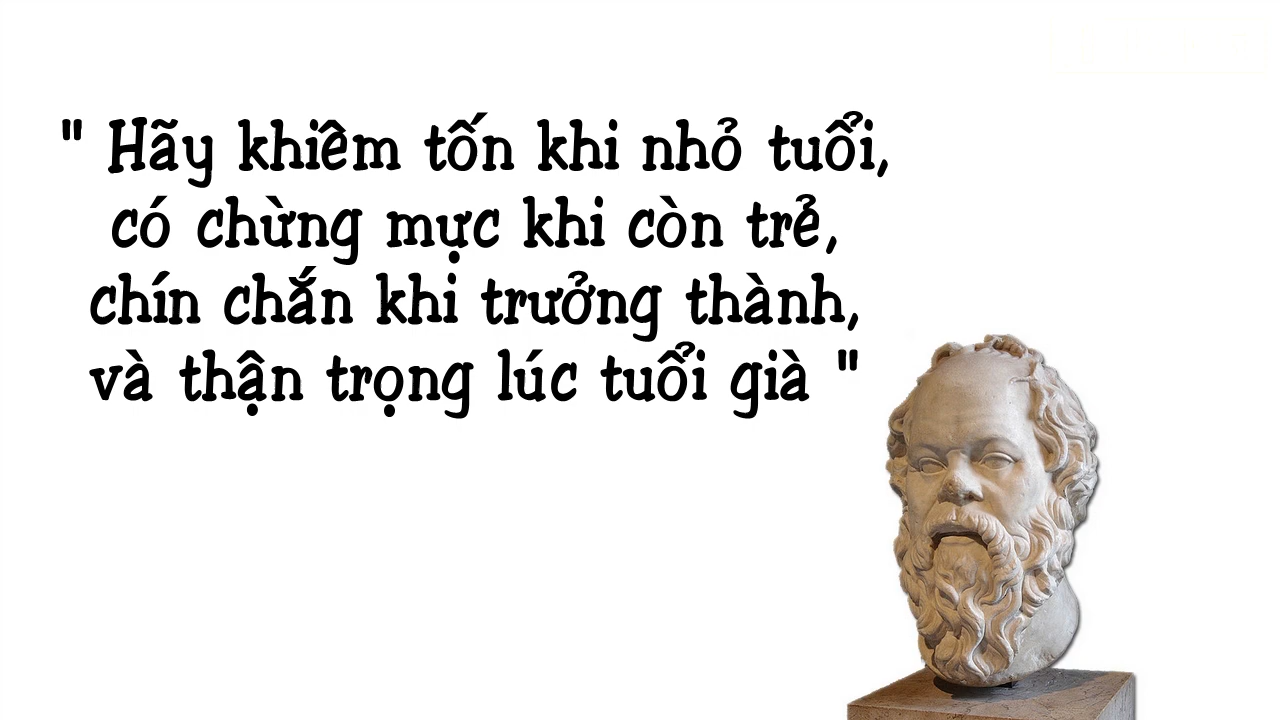 " Hãy khiêm tốn khi nhỏ tuổi,
có chừng mực khi còn trẻ,
chín chắn khi trưởng thành,
và thận trọng lúc tuổi già "